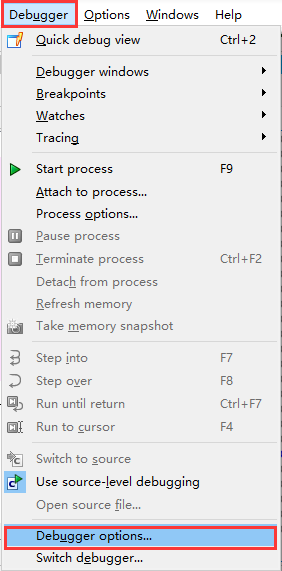 Debugger Options Windows Help
Quick debug view Ctrl+2
Debugger windows
Breakpoints
Watches
Tracing
Start process F9
Attach to process...
Process options...
Pause process
Terminate process Ctrl+F2
Detach from process
Refresh memory
Take memory snapshot
Step into F7
Step over F8
Run until return Ctrl+F7
Run to cursor F4
Switch to source
Use source-level debugging
Open source file...
Debugger options...
Switch debugger...